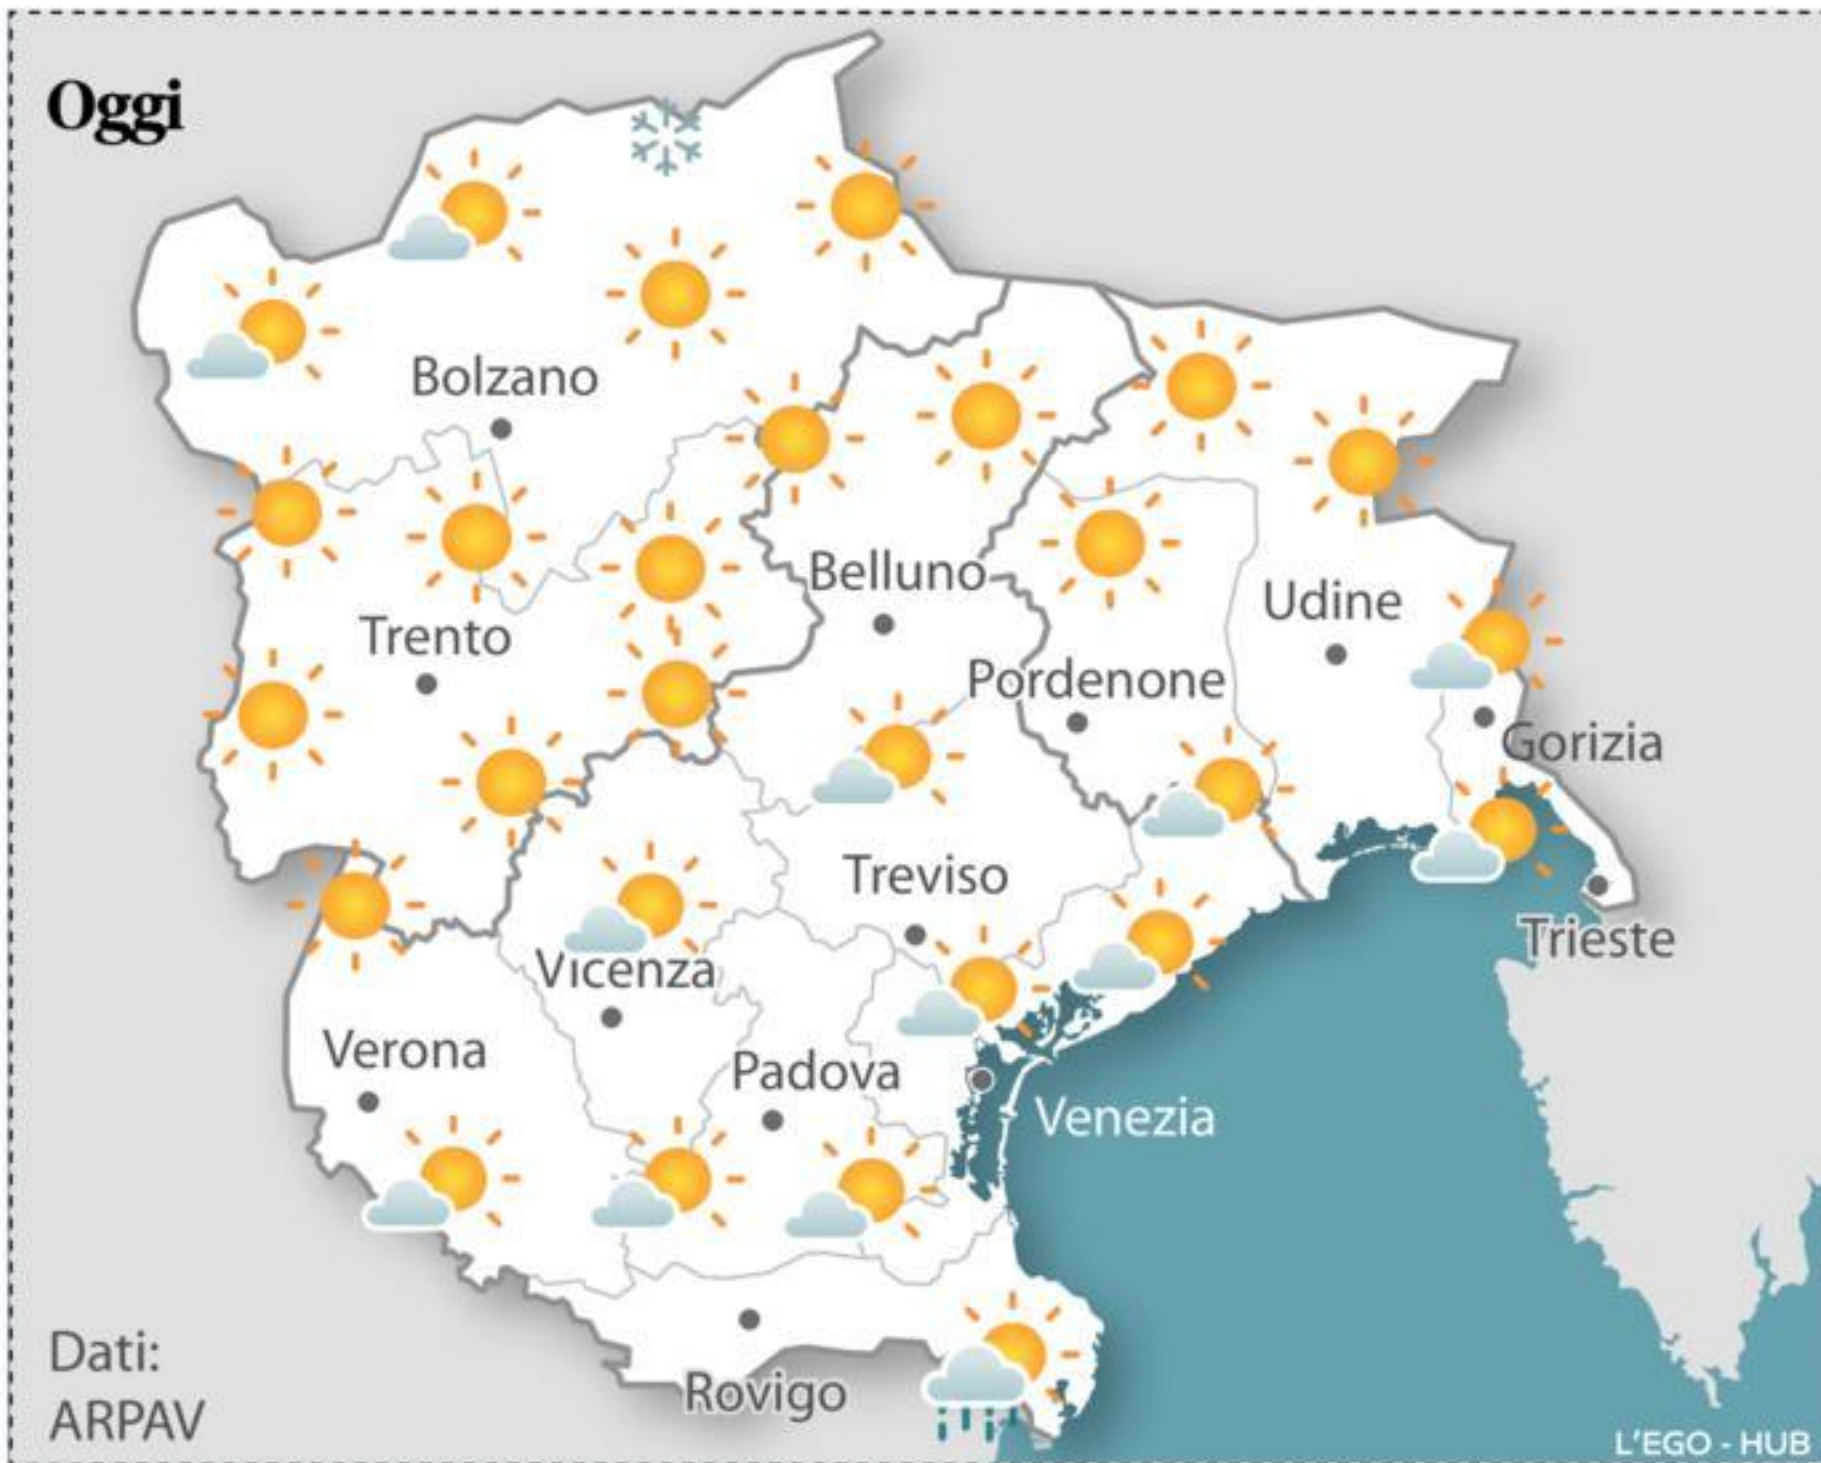 Oggi
Bolzano
Belluno
Udine
Trento
Pordenone
Gorizia
Treviso
Trieste
Vicenza
Verona
Padova
Venezia
Dati:
ARPAV
Rovigo
L'EGO - HUB